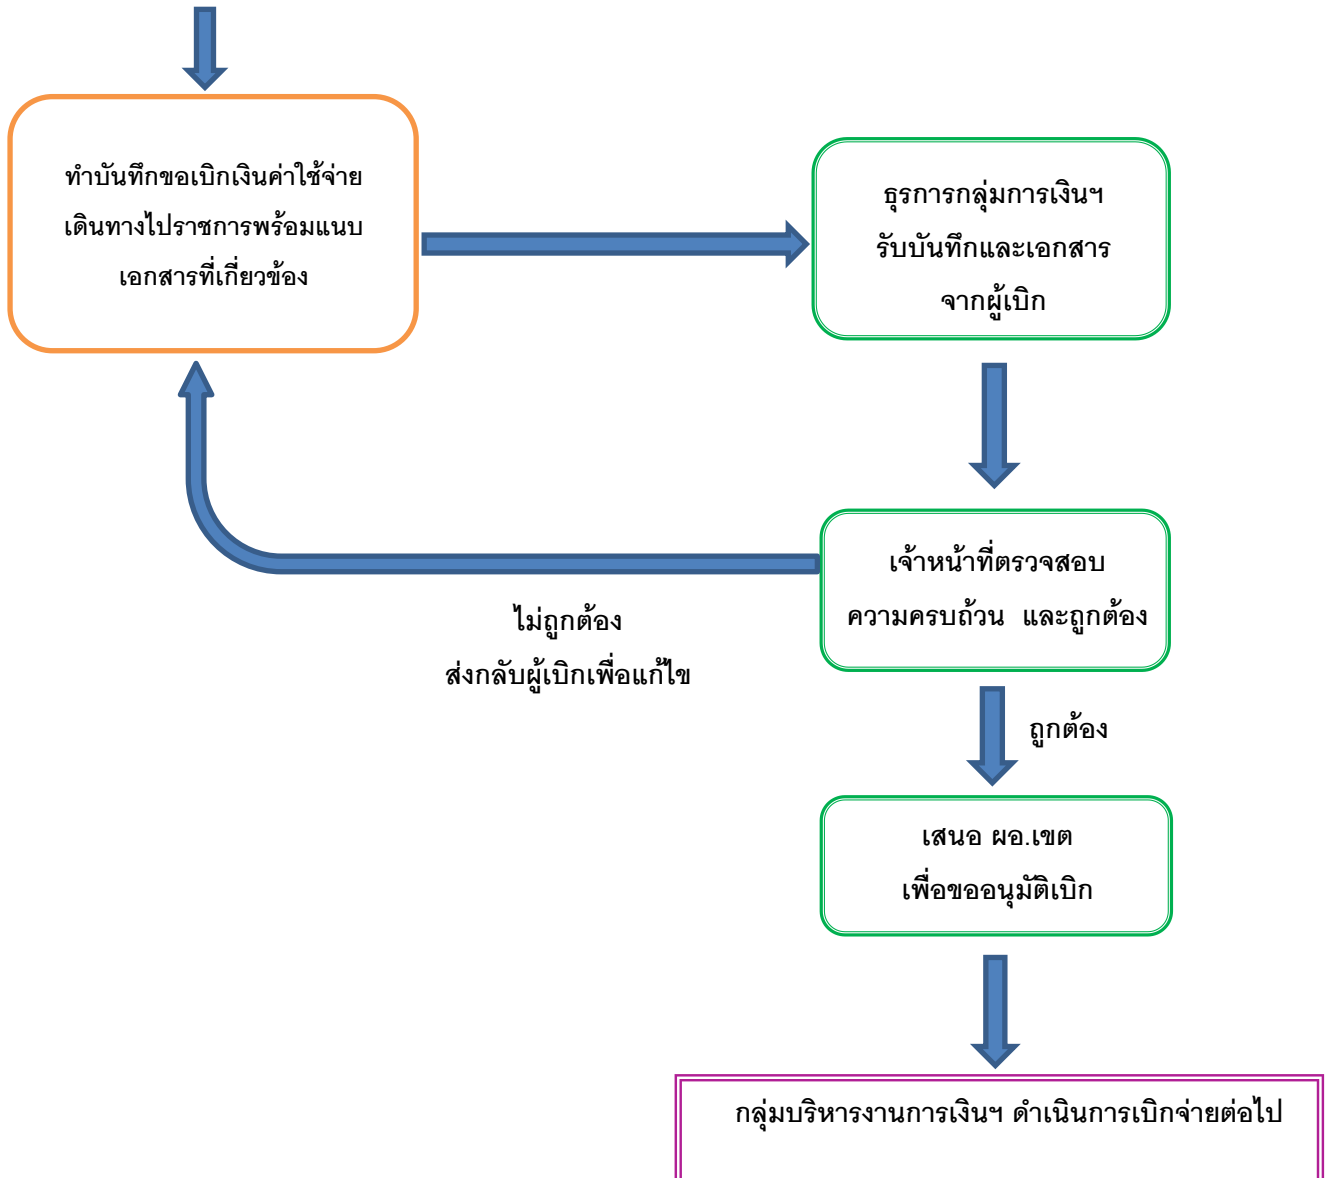 ทำบันทึกขอเบิกเงินค่าใช้จ่าย
เดินทางไปราชการพร้อมแนบ
เอกสารที่เกี่ยวข้อง
ธุรการกลุ่มการเงินฯ
รับบันทึกและเอกสาร
จากผู้เบิก
เจ้าหน้าที่ตรวจสอบ
ความครบถ้วน และถูกต้อง
ไม่ถูกต้อง
ส่งกลับผู้เบิกเพื่อแก้ไข
ถูกต้อง
เสนอ ผอ.เขต
เพื่อขออนุมัติเบิก
กลุ่มบริหารงานการเงินฯ ดำเนินการเบิกจ่ายต่อไป